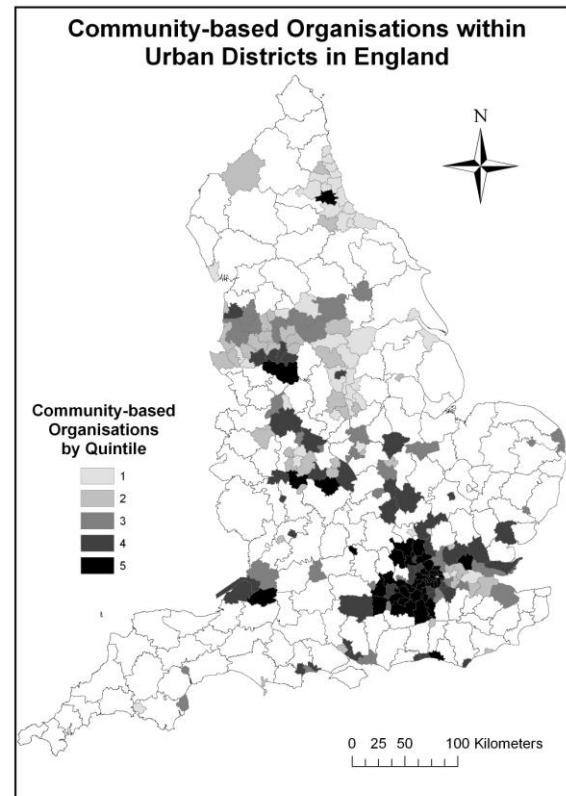 Community-based Organisations within
Urban Districts in England
N
Community-based
Organisations
by Quintile
1
2
3
4
5
0 25 50 100 Kilometers